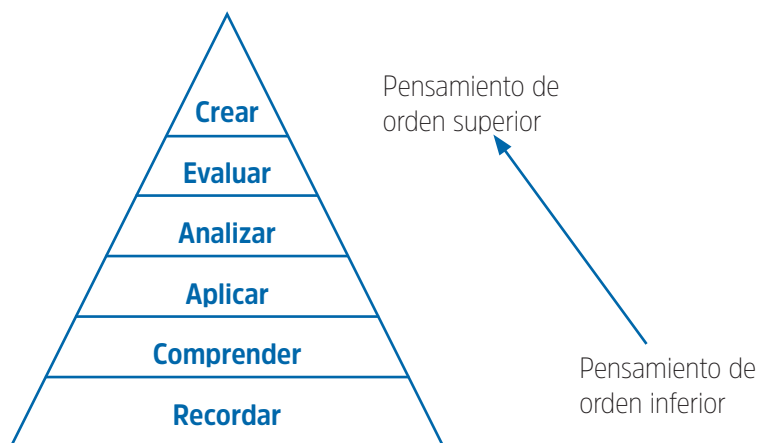 Crear
Evaluar
Analizar
Aplicar
Comprender
Recordar
Pensamiento de
orden superior
Pensamiento de
orden inferior